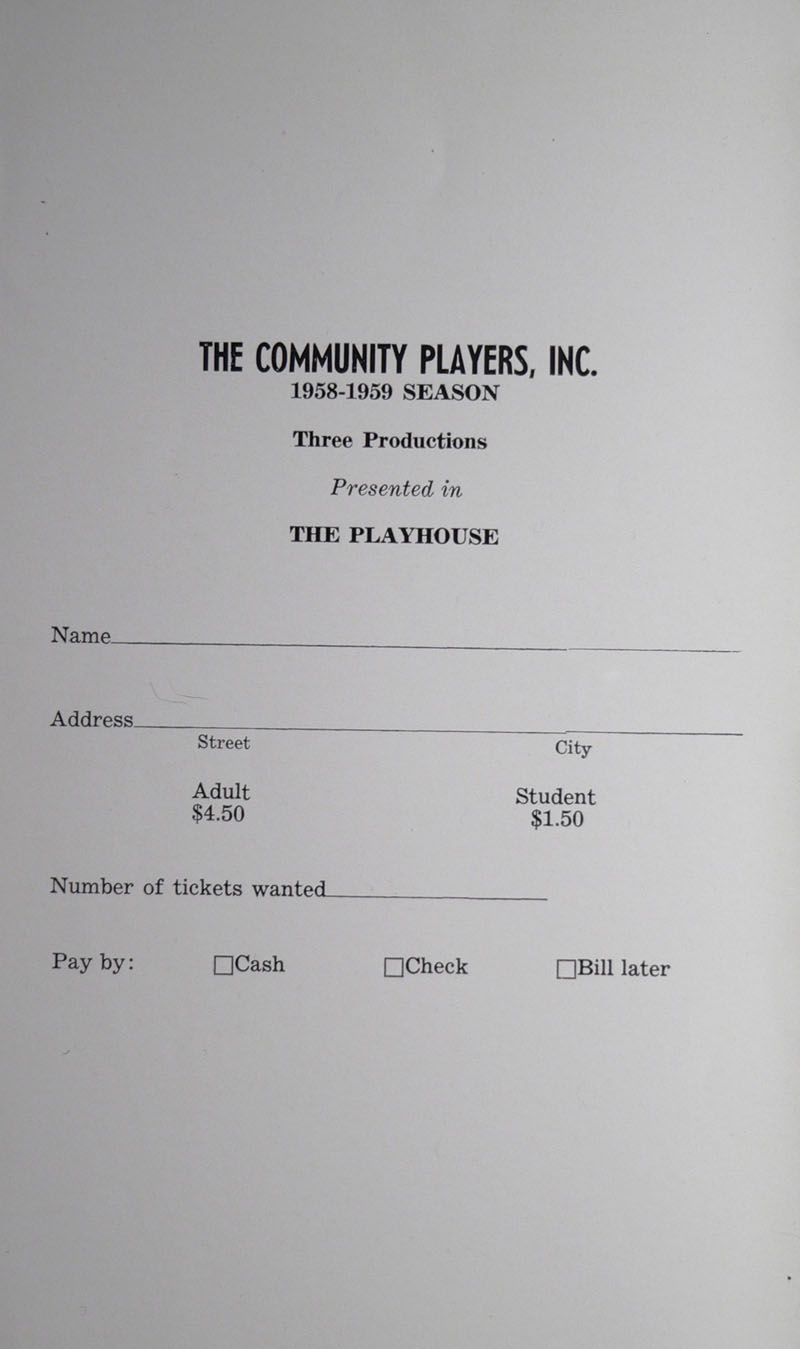 THE COMMUNITY PLAYERS, INC.
1958-1959 SEASON
Three Productions
Presented in
THE PLAYHOUSE
Name
Address
Street City
Adult Student
$4.50 $1.50
Number of tickets wanted
Pay by: □Cash □Check □Bill later